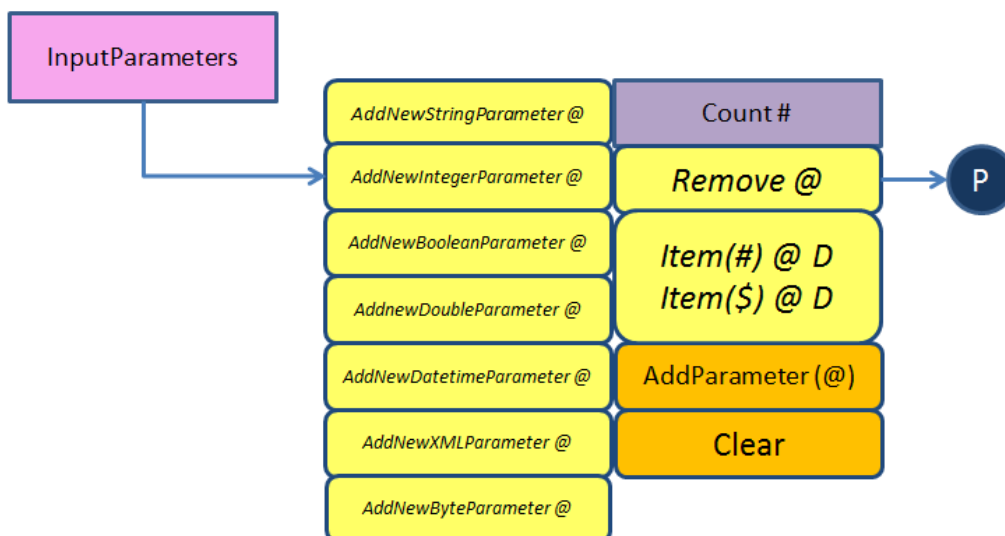 InputParameters
AddNewStringParameter @
Count #
AddNewIntegerParameter @
Remove @
P
AddNewBooleanParameter @
Item(#) @ D
Item($) @ D
AddnewDoubleParameter @
AddNewDatetimeParameter @
AddParameter (@)
AddNewXMLParameter @
Clear
AddNewByteParameter @